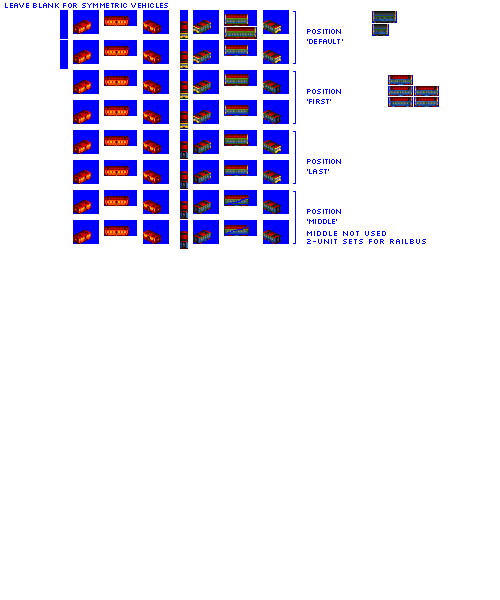 LEAVE BLANK FOR SYMMETRIC VEHICLES
POSITION
'DEFAULT'
POSITION
'FIRST'
POSITION
'LAST'
POSITION
'MIDDLE'
MIDDLE NOT USED
2-UNIT SETS FOR RAILBUS